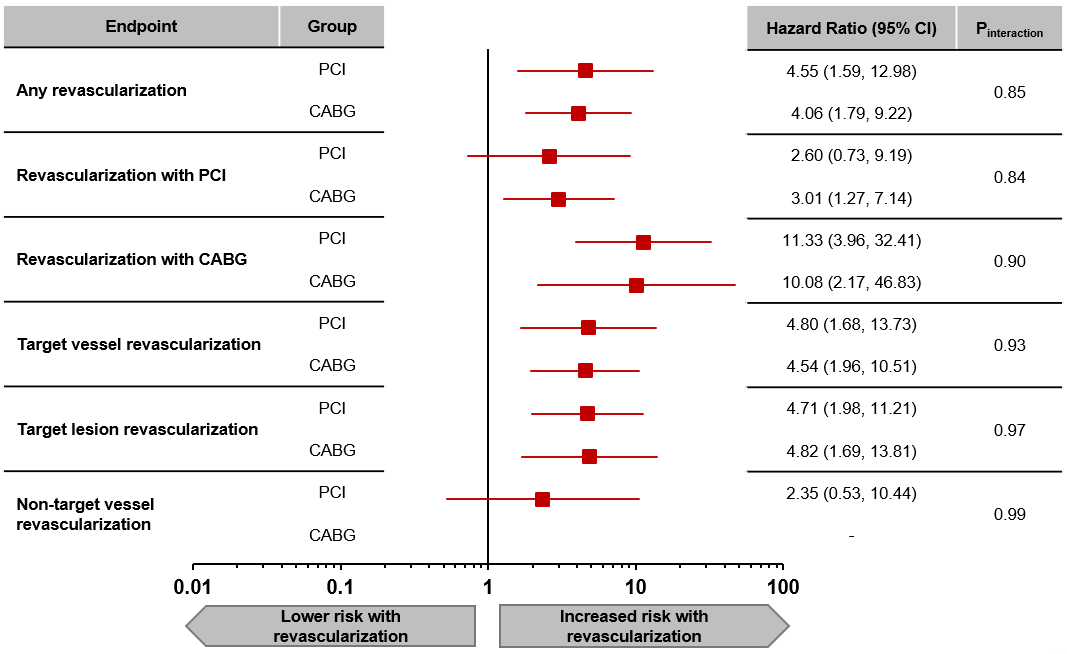 Endpoint Group Hazard Ratio (95% CI) Pinteraction
Any revascularization
PCI 4.55 (1.59, 12.98)
CABG 4.06 (1.79, 9.22)
0.85
Revascularization with PCI
PCI 2.60 (0.73, 9.19)
CABG 3.01 (1.27, 7.14)
0.84
Revascularization with CABG
PCI 11.33 (3.96, 32.41)
CABG 10.08 (2.17, 46.83)
0.90
Target vessel revascularization
PCI 4.80 (1.68, 13.73)
CABG 4.54 (1.96, 10.51)
0.93
Target lesion revascularization
PCI 4.71 (1.98, 11.21)
CABG 4.82 (1.69, 13.81)
0.97
Non-target vessel
revascularization
PCI 2.35 (0.53, 10.44)
CABG -
0.99
0.01 0.1 1 10 100
Lower risk with
revascularization
Increased risk with
revascularization